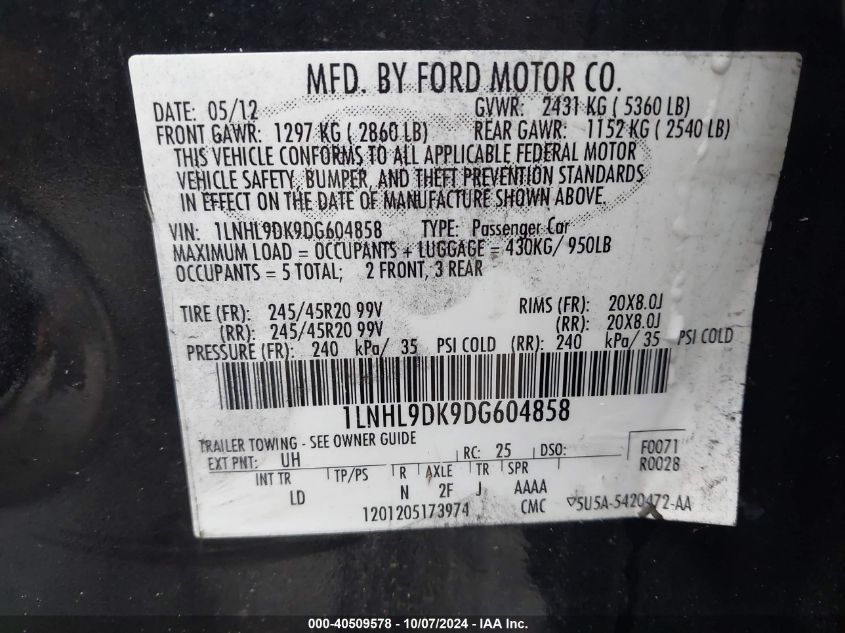 MFD. BY FORD MOTOR CO.
DATE: 05/12 GVWR: 2431 KG ( 5360 LB)
FRONT GAWR: 1297 KG ( 2860 LB) REAR GAWR: 1152 KG ( 2540 LB)
THIS VEHICLE CONFORMS TO ALL APPLICABLE FEDERAL MOTOR
VEHICLE SAFETY, BUMPER, AND THEFT PREVENTION STANDARDS
IN EFFECT ON THE DATE OF MANUFACTURE SHOWN ABOVE.
VIN: 1LNHL9DK9DG604858 TYPE: Passenger Car
MAXIMUM LOAD = OCCUPANTS + LUGGAGE = 430KG/ 950LB
OCCUPANTS = 5 TOTAL; 2 FRONT, 3 REAR
TIRE (FR): 245/45R20 99V RIMS (FR): 20X8.0J
(RR): 245/45R20 99V (RR): 20X8.0J
PRESSURE (FR): 240 kPa/ 35 PSI COLD (RR): 240 kPa/ 35 PSI COLD
1LNHL9DK9DG604858
TRAILER TOWING - SEE OWNER GUIDE
EXT PNT: UH RC: 25 DSO: F0071
R0028
INT TR TP/PS R AXLE TR SPR
LD N 2F J AAAA
1201205173974 CMC 5U5A-5420472-AA
000-40509578 - 10/07/2024 - IAA Inc.